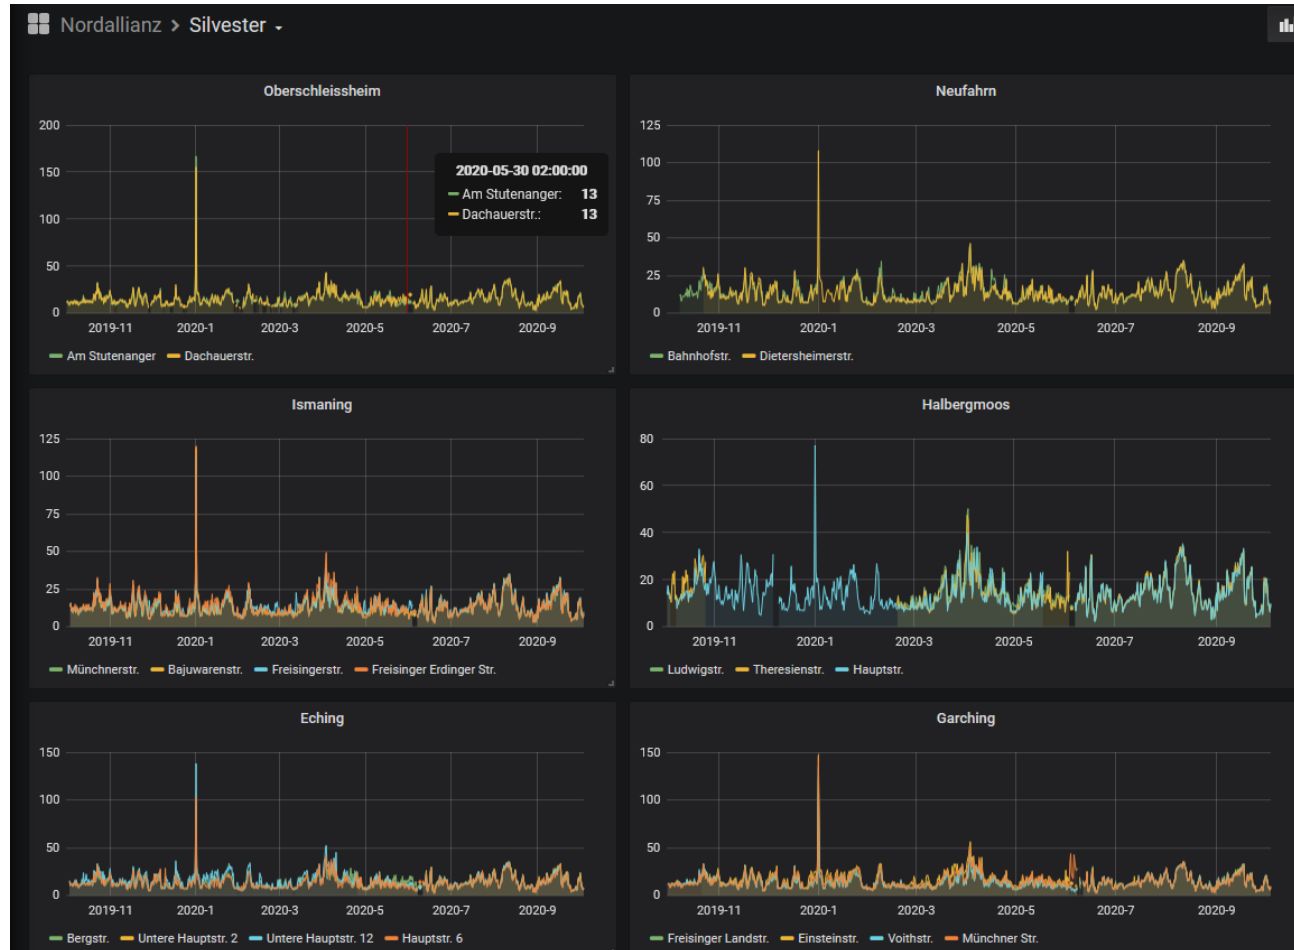 Nordallianz > Silvester
Oberschleissheim
200
150
100
50
0
2019-11 2020-1 2020-3 2020-5 2020-7 2020-9
2020-05-30 02:00:00
Am Stutenanger: 13
Dachauerstr.: 13
Am Stutenanger Dachauerstr.
Neufahrn
125
100
75
50
25
0
2019-11 2020-1 2020-3 2020-5 2020-7 2020-9
Bahnhofstr. Dietersheimerstr.
Ismaning
125
100
75
50
25
0
2019-11 2020-1 2020-3 2020-5 2020-7 2020-9
Münchnerstr. Bajuwarenstr. Freisingerstr. Freisinger Erdinger Str.
Halbergmoos
80
60
40
20
0
2019-11 2020-1 2020-3 2020-5 2020-7 2020-9
Ludwigstr. Theresienstr. Hauptstr.
Eching
150
100
50
0
2019-11 2020-1 2020-3 2020-5 2020-7 2020-9
Bergstr. Untere Hauptstr. 2 Untere Hauptstr. 12 Hauptstr. 6
Garching
150
100
50
0
2019-11 2020-1 2020-3 2020-5 2020-7 2020-9
Freisinger Landstr. Einsteinstr. Voithstr. Münchner Str.